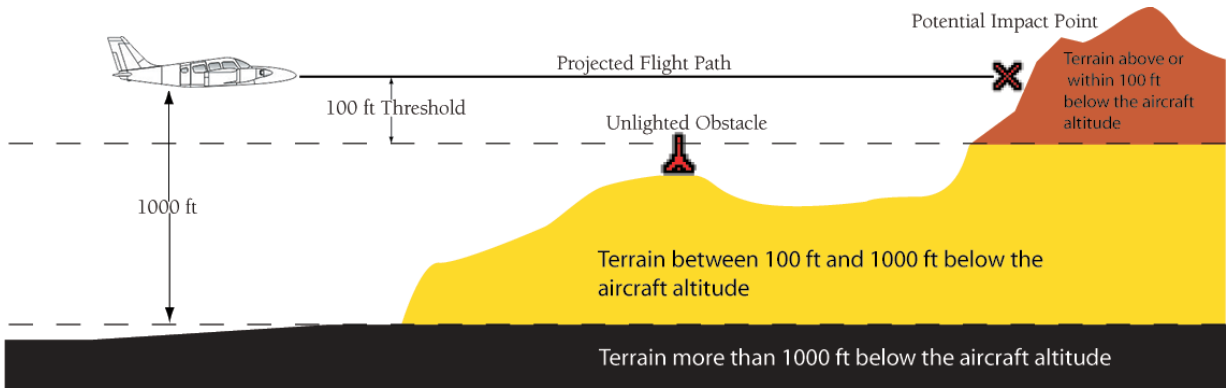 Potential Impact Point
Projected Flight Path
Terrain above or
within 100 ft
below the aircraft
altitude
100 ft Threshold
Unlighted Obstacle
1000 ft
Terrain between 100 ft and 1000 ft below the
aircraft altitude
Terrain more than 1000 ft below the aircraft altitude